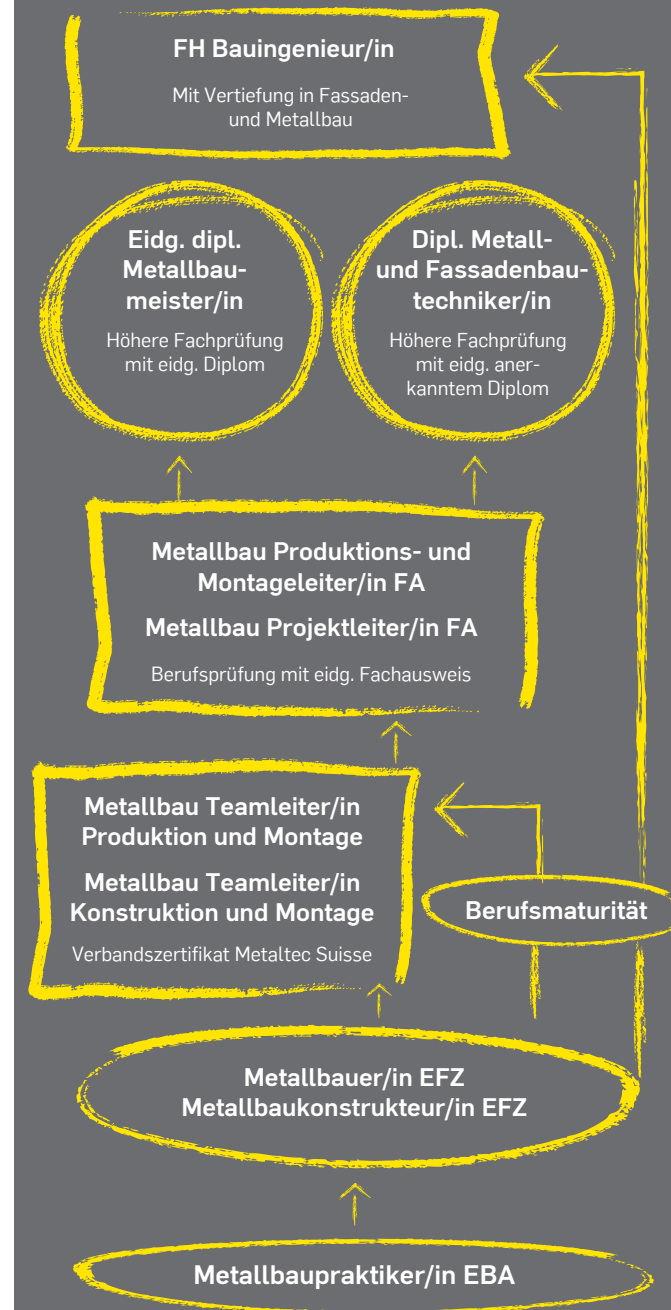 FH Bauingenieur/in
Mit Vertiefung in Fassaden-
und Metallbau
Eidg. dipl.
Metallbau-
meister/in
Höhere Fachprüfung
mit eidg. Diplom
Dipl. Metall-
und Fassadenbau-
techniker/in
Höhere Fachprüfung
mit eidg. aner-
kanntem Diplom
Metallbau Produktions- und
Montageleiter/in FA
Metallbau Projektleiter/in FA
Berufsprüfung mit eidg. Fachausweis
Metallbau Teamleiter/in
Produktion und Montage
Metallbau Teamleiter/in
Konstruktion und Montage
Verbandszertifikat Metaltec Suisse
Berufsmaturität
Metallbauer/in EFZ
Metallbaukonstrukteur/in EFZ
Metallbaupraktiker/in EBA